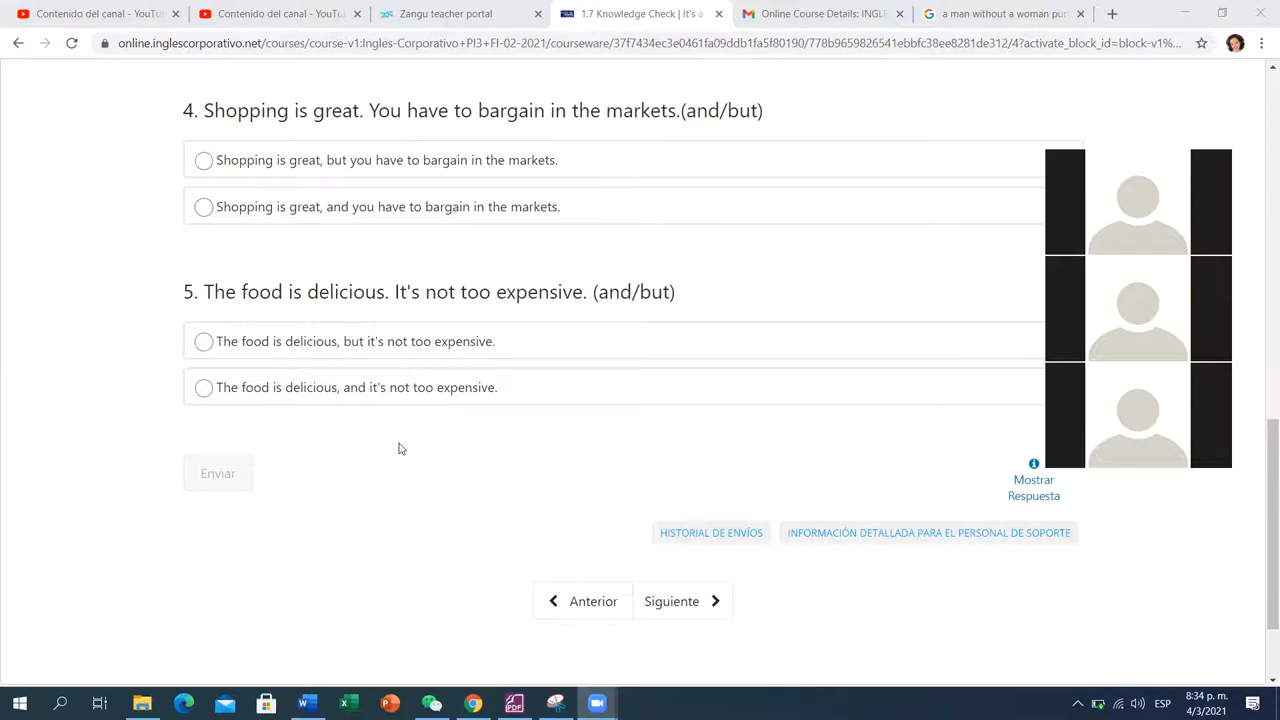 Contenido del canal - YouTu
Contenido del canal - YouTu
Zangu teacher portal
1.7 Knowledge Check | It's a
Online Course Details: INGLE
a man without a woman pu
online.inglescorporativo.net/courses/course-v1:Ingles-Corporativo+PI3+FI-02-2021/courseware/37f7434ec3e0461fa09ddb1fa5f80190/778b9659826541ebbfc38ee8281de312/4?activate_block_id=block-v1%...
4. Shopping is great. You have to bargain in the markets.(and/but)
Shopping is great, but you have to bargain in the markets.
Shopping is great, and you have to bargain in the markets.
5. The food is delicious. It's not too expensive. (and/but)
The food is delicious, but it's not too expensive.
The food is delicious, and it's not too expensive.
Enviar
Mostrar
Respuesta
HISTORIAL DE ENVÍOS
INFORMACIÓN DETALLADA PARA EL PERSONAL DE SOPORTE
Anterior
Siguiente
ESP
8:34 p. m.
4/3/2021